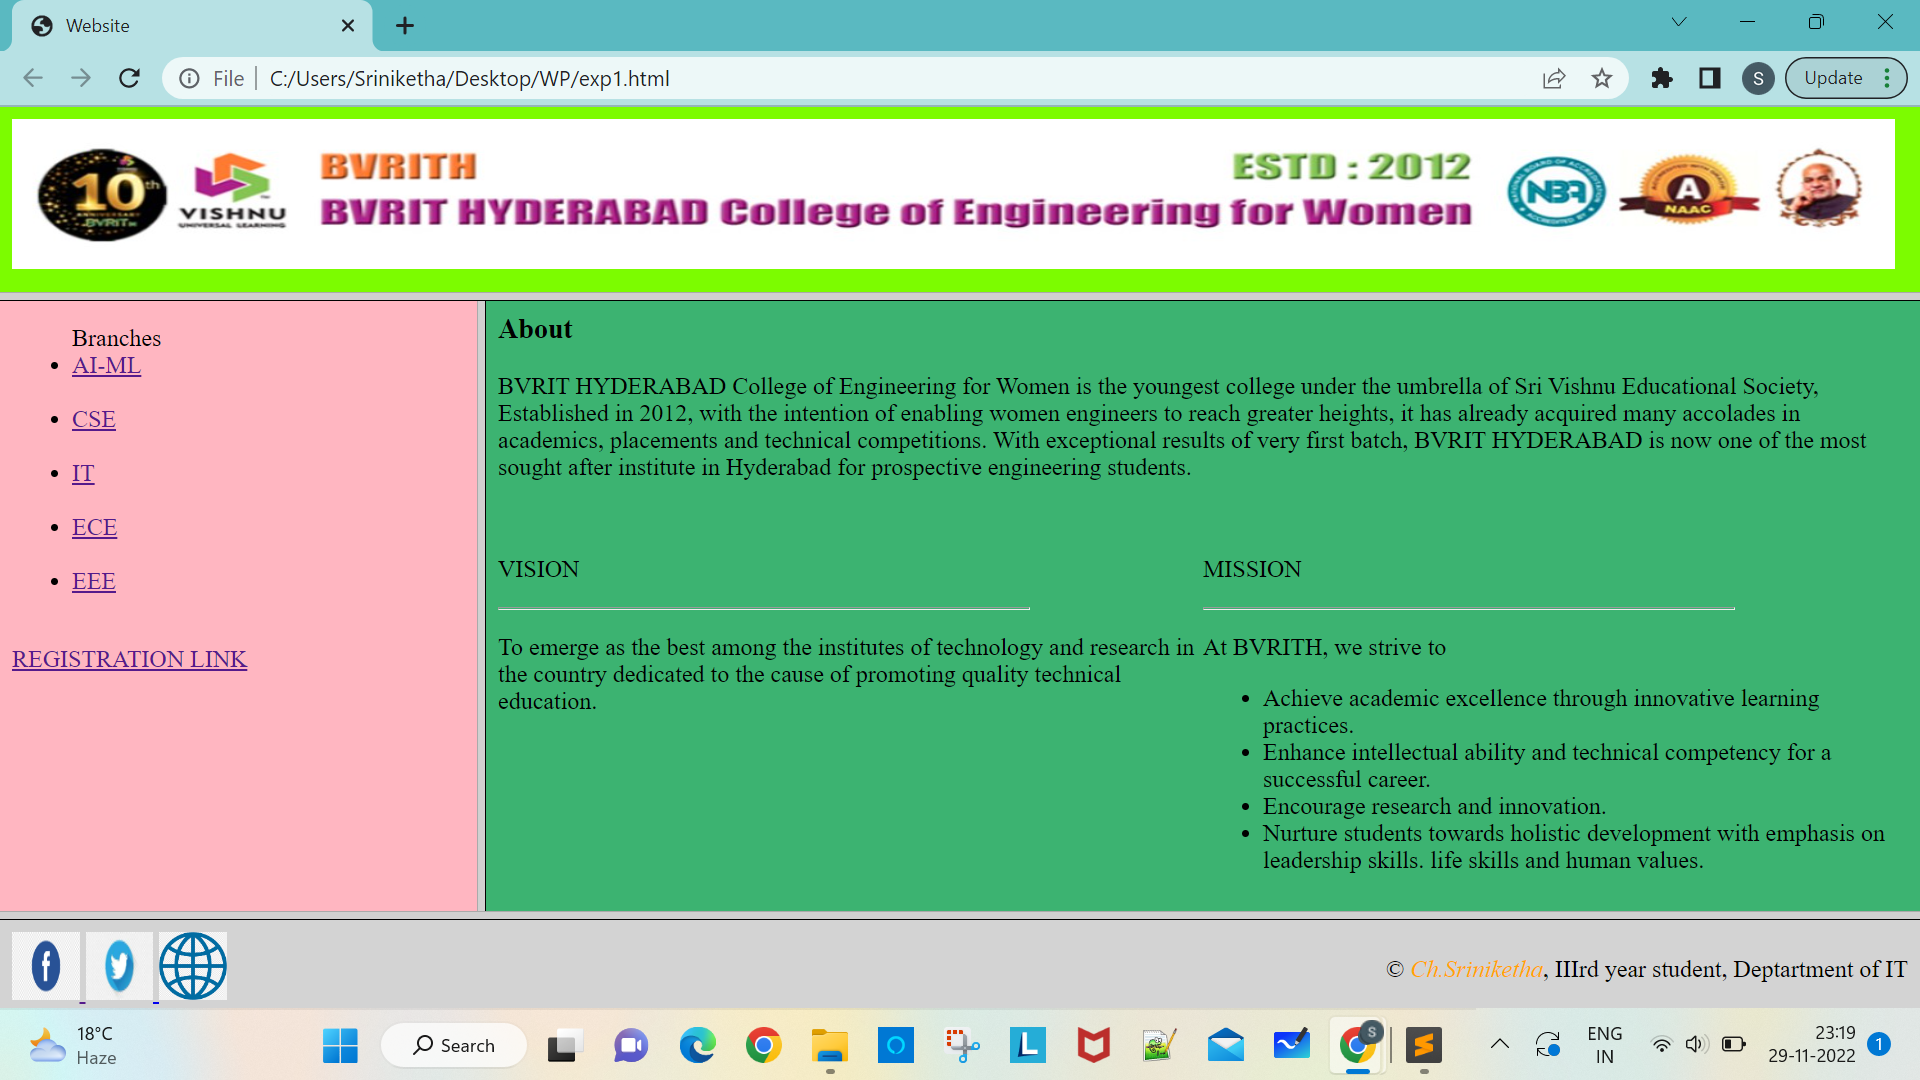 Website
File C:/Users/Sriniketha/Desktop/WP/exp1.html
S
Update
10th
ANNIVERSARY
BVRITH
VISHNU
UNIVERSAL LEARNING
BVRITH
ESTD : 2012
BVRIT HYDERABAD College of Engineering for Women
NATIONAL BOARD OF ACCREDITATION
NBA
ACCREDITED BY
A
NAAC
Branches
AI-ML
CSE
IT
ECE
EEE
REGISTRATION LINK
About
BVRIT HYDERABAD College of Engineering for Women is the youngest college under the umbrella of Sri Vishnu Educational Society,
Established in 2012, with the intention of enabling women engineers to reach greater heights, it has already acquired many accolades in
academics, placements and technical competitions. With exceptional results of very first batch, BVRIT HYDERABAD is now one of the most
sought after institute in Hyderabad for prospective engineering students.
VISION
To emerge as the best among the institutes of technology and research in
the country dedicated to the cause of promoting quality technical
education.
MISSION
At BVRITH, we strive to
Achieve academic excellence through innovative learning
practices.
Enhance intellectual ability and technical competency for a
successful career.
Encourage research and innovation.
Nurture students towards holistic development with emphasis on
leadership skills. life skills and human values.
© Ch.Sriniketha, IIIrd year student, Deptartment of IT
18°C
Haze
Search
L
S
ENG
IN
23:19
29-11-2022
1